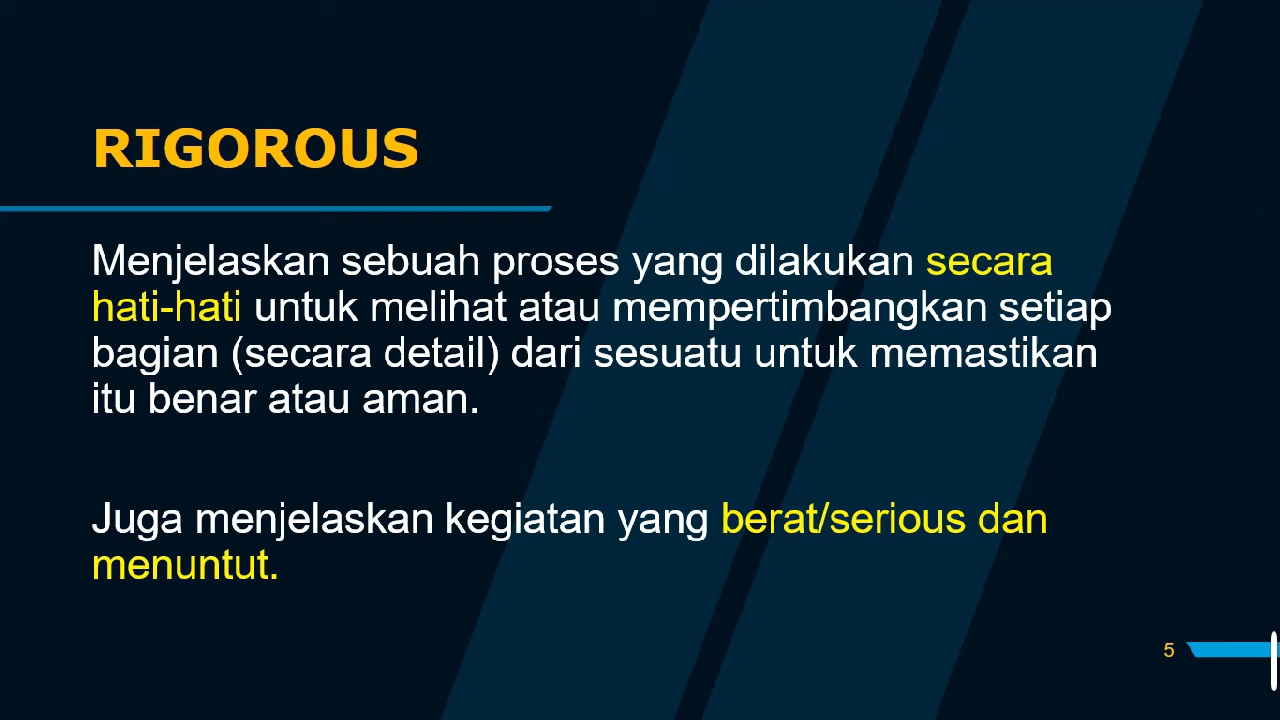 RIGOROUS
Menjelaskan sebuah proses yang dilakukan secara
hati-hati untuk melihat atau mempertimbangkan setiap
bagian (secara detail) dari sesuatu untuk memastikan
itu benar atau aman.
Juga menjelaskan kegiatan yang berat/serious dan
menuntut.
5